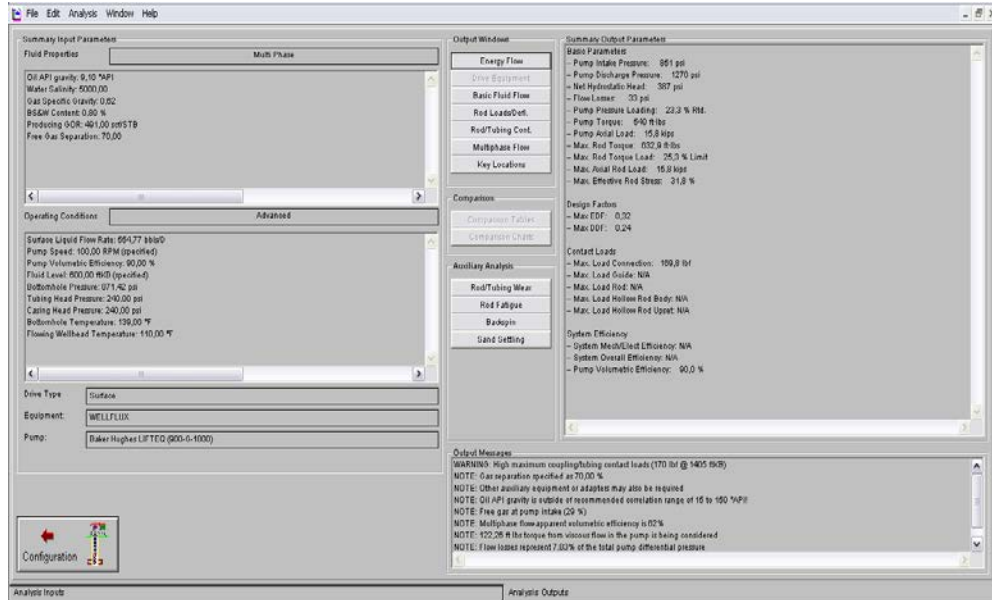 File Edit Analysis Window Help
Summary Input Parameters
Fluid Properties
Multi Phase
Oil API gravity: 9,10 °API
Water Salinity: 5000,00
Gas Specific Gravity: 0,62
BS&W Content: 0,80 %
Producing GOR: 491,00 scf/STB
Free Gas Separation: 70,00
Operating Conditions
Advanced
Surface Liquid Flow Rate: 664,77 bbls/D
Pump Speed: 100,00 RPM (specified)
Pump Volumetric Efficiency: 90,00 %
Fluid Level: 600,00 ftKB (specified)
Bottomhole Pressure: 871,42 psi
Tubing Head Pressure: 240,00 psi
Casing Head Pressure: 240,00 psi
Bottomhole Temperature: 139,00 °F
Flowing Wellhead Temperature: 110,00 °F
Drive Type
Surface
Equipment:
WELLFLUX
Pump:
Baker Hughes LIFTEQ (900-G-1000)
Configuration
Output Windows
Energy Flow
Drive Equipment
Basic Fluid Flow
Rod Loads/Defl.
Rod/Tubing Cont.
Multiphase Flow
Key Locations
Comparison
Comparison Tables
Comparison Charts
Auxiliary Analysis
Rod/Tubing Wear
Rod Fatigue
Backspin
Sand Settling
Summary Output Parameters
Basic Parameters
- Pump Intake Pressure: 851 psi
- Pump Discharge Pressure: 1270 psi
- Net Hydrostatic Head: 387 psi
- Flow Losses: 33 psi
- Pump Pressure Loading: 23,3 % Rtd.
- Pump Torque: 640 ft·lbs
- Pump Axial Load: 15,8 kips
- Max. Rod Torque: 632,9 ft·lbs
- Max. Rod Torque Load: 25,3 % Limit
- Max. Axial Rod Load: 15,8 kips
- Max. Effective Rod Stress: 31,8 %
Design Factors
- Max EDF: 0,32
- Max DDF: 0,24
Contact Loads
- Max. Load Connection: 169,8 lbf
- Max. Load Guide: N/A
- Max. Load Rod: N/A
- Max. Load Hollow Rod Body: N/A
- Max. Load Hollow Rod Upset: N/A
System Efficiency
- System Mech/Elect Efficiency: N/A
- System Overall Efficiency: N/A
- Pump Volumetric Efficiency: 90,0 %
Output Messages
WARNING: High maximum coupling/tubing contact loads (170 lbf @ 1405 ftKB)
NOTE: Gas separation specified as 70,00 %
NOTE: Other auxiliary equipment or adapters may also be required
NOTE: Oil API gravity is outside of recommended correlation range of 15 to 150 °API!
NOTE: Free gas at pump intake (29 %)
NOTE: Multiphase flow-apparent volumetric efficiency is 62%
NOTE: 122,26 ft·lbs torque from viscous flow in the pump is being considered
NOTE: Flow losses represent 7,83% of the total pump differential pressure
Analysis Inputs
Analysis Outputs